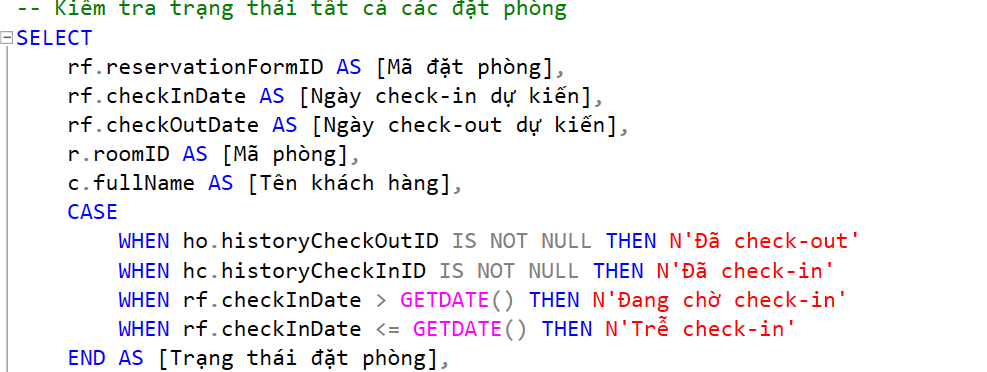 -- Kiểm tra trạng thái tất cả các đặt phòng
SELECT
rf.reservationFormID AS [Mã đặt phòng],
rf.checkInDate AS [Ngày check-in dự kiến],
rf.checkOutDate AS [Ngày check-out dự kiến],
r.roomID AS [Mã phòng],
c.fullName AS [Tên khách hàng],
CASE
WHEN ho.historyCheckOutID IS NOT NULL THEN N'Đã check-out'
WHEN hc.historyCheckInID IS NOT NULL THEN N'Đã check-in'
WHEN rf.checkInDate > GETDATE() THEN N'Đang chờ check-in'
WHEN rf.checkInDate <= GETDATE() THEN N'Trễ check-in'
END AS [Trạng thái đặt phòng],